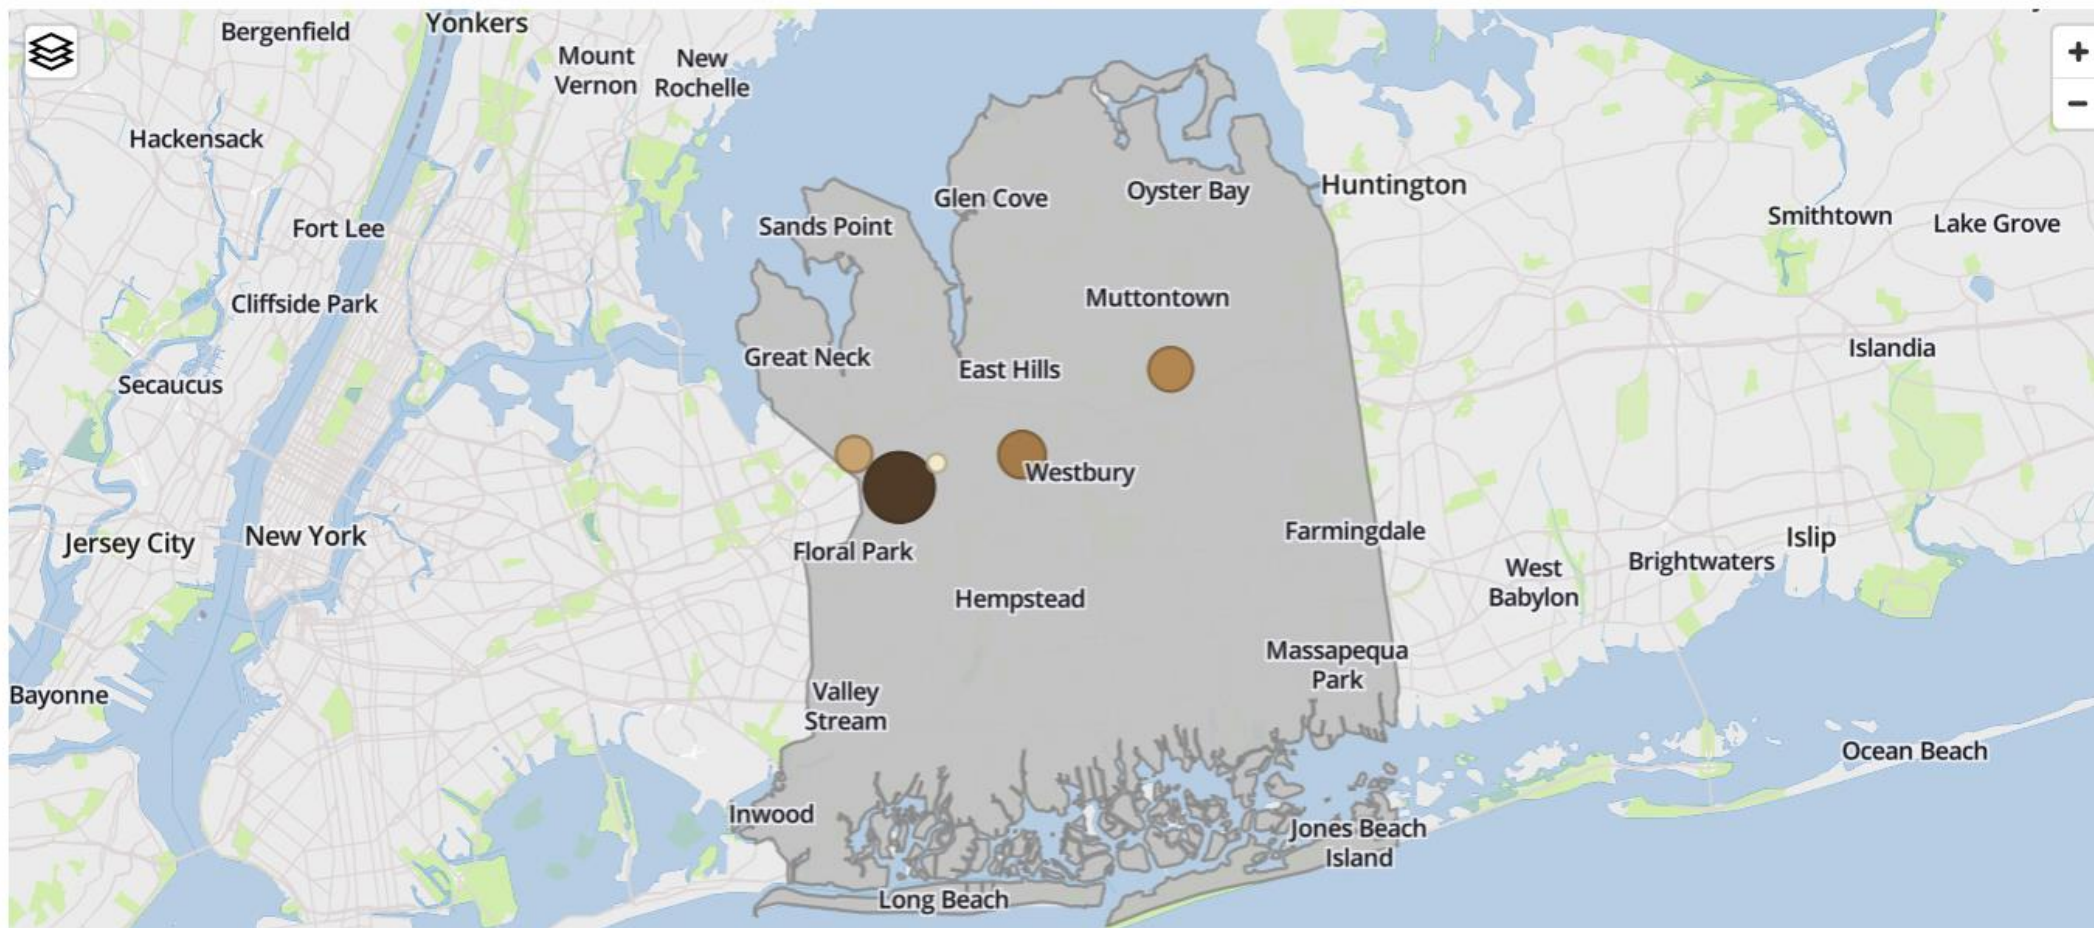 Bergenfield
Yonkers
Mount
Vernon
New
Rochelle
+
−
Hackensack
Glen Cove
Oyster Bay
Huntington
Sands Point
Fort Lee
Smithtown
Lake Grove
Cliffside Park
Muttontown
Great Neck
East Hills
Islandia
Secaucus
Westbury
Jersey City
New York
Floral Park
Farmingdale
Islip
West
Babylon
Brightwaters
Hempstead
Massapequa
Park
Bayonne
Valley
Stream
Ocean Beach
Inwood
Jones Beach
Island
Long Beach